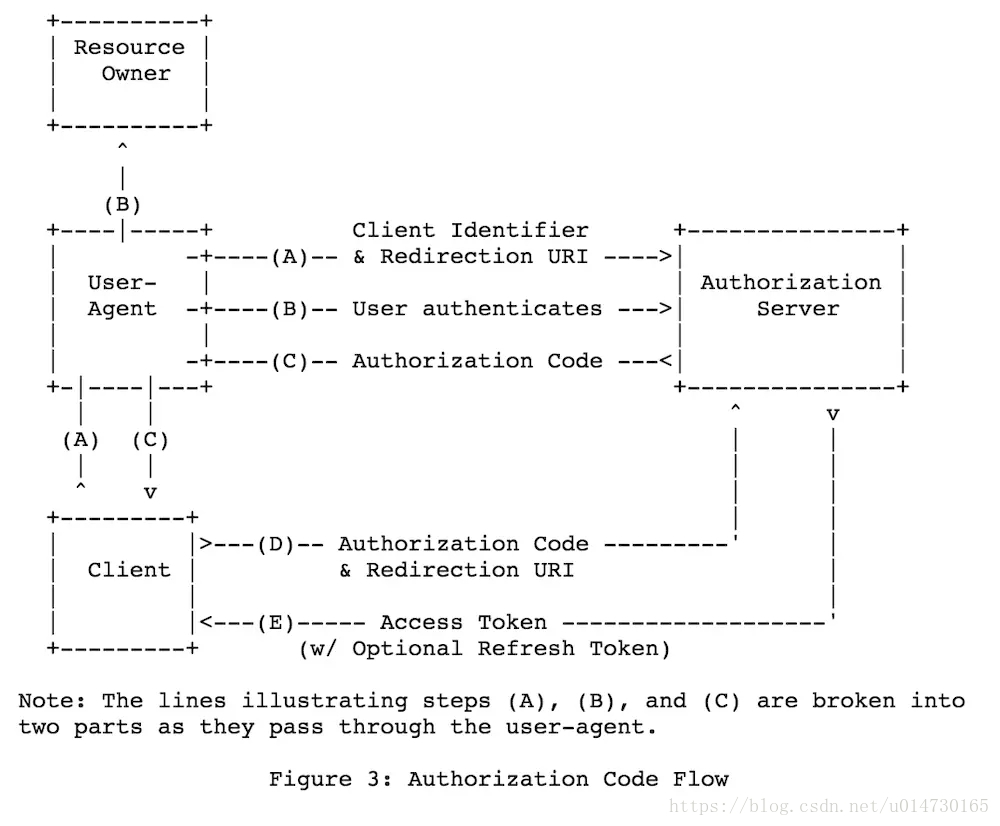 Resource
Owner
(B)
Client Identifier
User-
Agent
(A) & Redirection URI
(B) User authenticates
(C) Authorization Code
Authorization
Server
(A) (C)
Client
(D) Authorization Code
& Redirection URI
(E) Access Token
(w/ Optional Refresh Token)
Note: The lines illustrating steps (A), (B), and (C) are broken into
two parts as they pass through the user-agent.
Figure 3: Authorization Code Flow
https://blog.csdn.net/u014730165